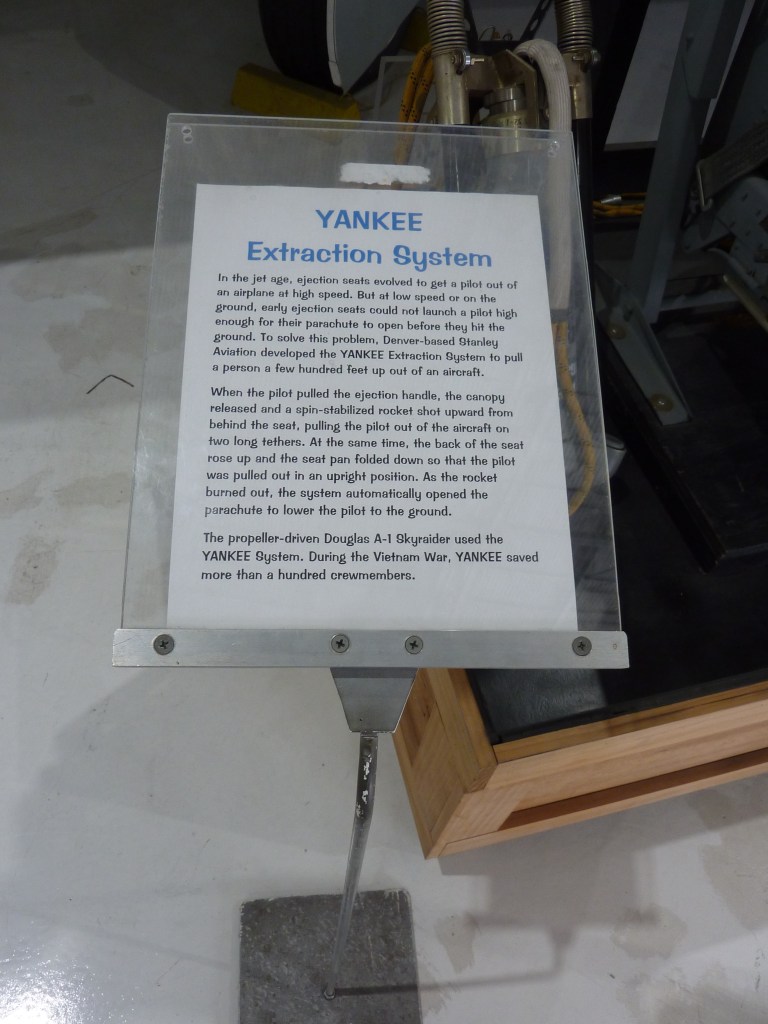 YANKEE
Extraction System
In the jet age, ejection seats evolved to get a pilot out of
an airplane at high speed. But at low speed or on the
ground, early ejection seats could not launch a pilot high
enough for their parachute to open before they hit the
ground. To solve this problem, Denver-based Stanley
Aviation developed the YANKEE Extraction System to pull
a person a few hundred feet up out of an aircraft.
When the pilot pulled the ejection handle, the canopy
released and a spin-stabilized rocket shot upward from
behind the seat, pulling the pilot out of the aircraft on
two long tethers. At the same time, the back of the seat
rose up and the seat pan folded down so that the pilot
was pulled out in an upright position. As the rocket
burned out, the system automatically opened the
parachute to lower the pilot to the ground.
The propeller-driven Douglas A-1 Skyraider used the
YANKEE System. During the Vietnam War, YANKEE saved
more than a hundred crewmembers.